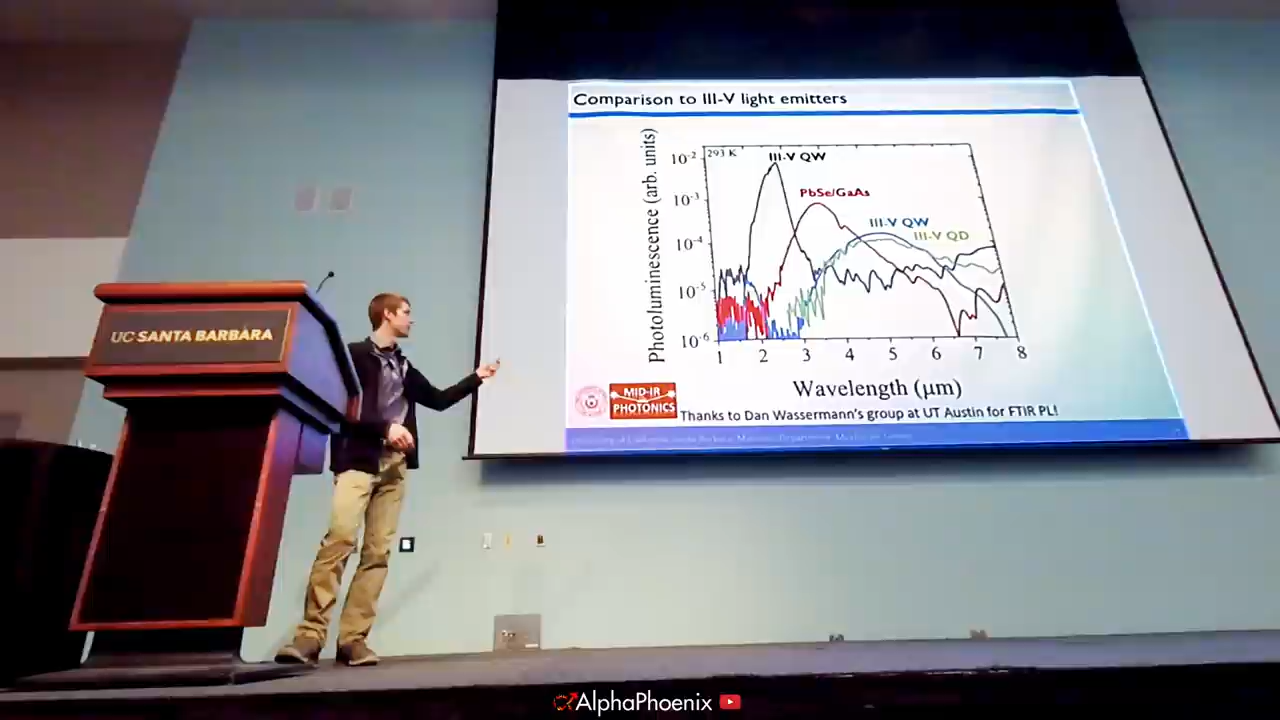 Comparison to III-V light emitters
Photoluminescence (arb. units)
10-2
10-3
10-4
10-5
10-6
293 K
III-V QW
PbSe/GaAs
III-V QW
III-V QD
1 2 3 4 5 6 7 8
Wavelength (μm)
MID-IR
PHOTONICS
Thanks to Dan Wassermann's group at UT Austin for FTIR PL!
UC SANTA BARBARA
AlphaPhoenix